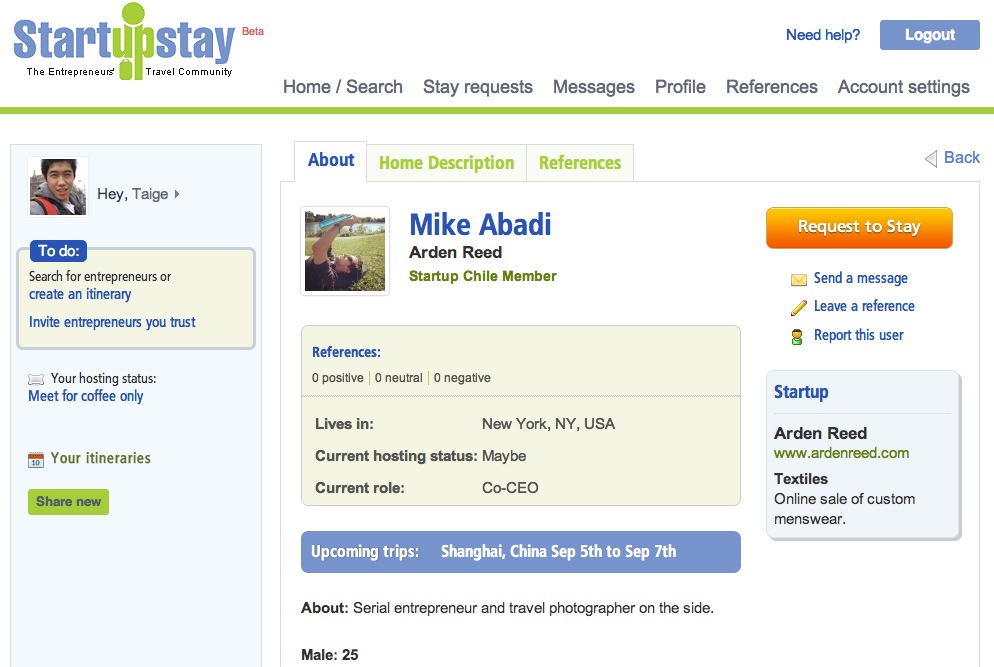 Startupstay Beta
The Entrepreneurs' Travel Community
Need help?
Logout
Home / Search Stay requests Messages Profile References Account settings
Hey, Taige
To do:
Search for entrepreneurs or
create an itinerary
Invite entrepreneurs you trust
Your hosting status:
Meet for coffee only
10 Your itineraries
Share new
About Home Description References
Back
Mike Abadi
Arden Reed
Startup Chile Member
References:
0 positive 0 neutral 0 negative
Lives in: New York, NY, USA
Current hosting status: Maybe
Current role: Co-CEO
Upcoming trips: Shanghai, China Sep 5th to Sep 7th
About: Serial entrepreneur and travel photographer on the side.
Male: 25
Request to Stay
Send a message
Leave a reference
Report this user
Startup
Arden Reed
www.ardenreed.com
Textiles
Online sale of custom
menswear.